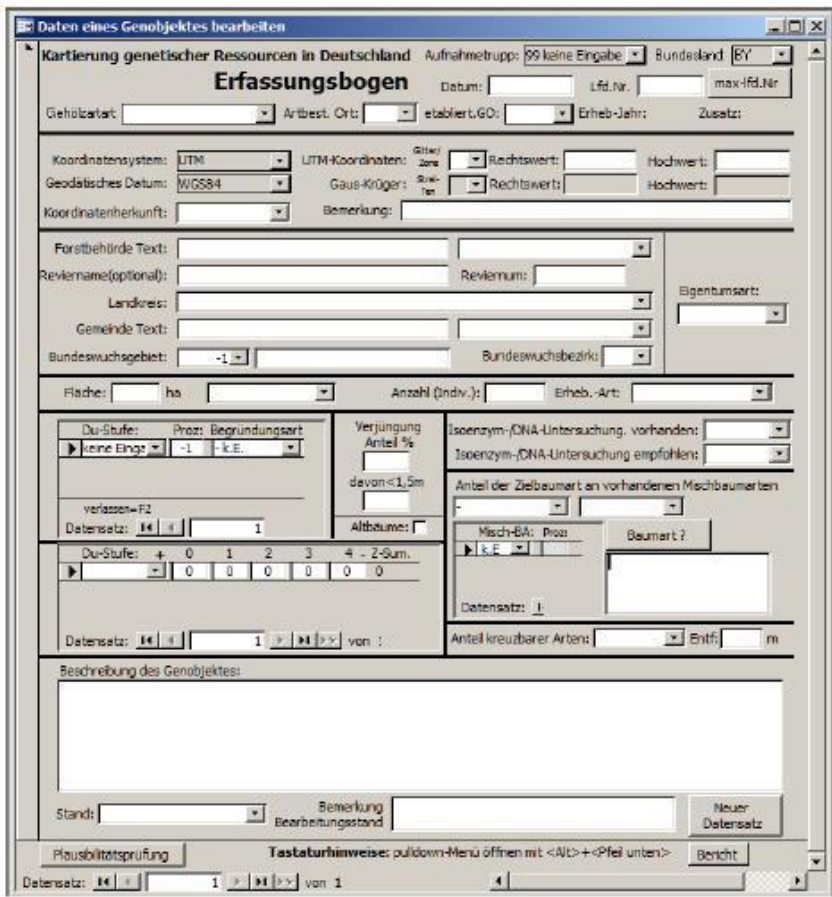 Daten eines Genobjektes bearbeiten
Kartierung genetischer Ressourcen in Deutschland Aufnahmetrupp: 99 keine Eingabe Bundesland BY
Erfassungsbogen Datum: Lfd.Nr. max-lfd.Nr
Gehölzartart Artbest. Ort: etabliert.GO: Erheb-Jahr: Zusatz:
Koordinatensystem: UTM UTM-Koordinaten: Gitter/Zone Rechtswert: Hochwert:
Geodätisches Datum: WGS84 Gaus-Krüger: Strei-fen Rechtswert: Hochwert:
Koordinatenherkunft: Bemerkung:
Forstbehörde Text:
Reviername(optional): Reviernum:
Eigentumsart:
Landkreis:
Gemeinde Text:
Bundeswuchsgebiet: -1 Bundeswuchsbezirk:
Fläche: ha Anzahl (Indiv.): Erheb.-Art:
Du-Stufe: Proz: Begründungsart
keine Einga -1 - k.E.
verlassen=F2
Datensatz: 1
Verjüngung
Anteil %
davon<1,5m
Altbäume:
Isoenzym-/DNA-Untersuchung. vorhanden:
Isoenzym-/DNA-Untersuchung empfohlen:
Anteil der Zielbaumart an vorhandenen Mischbaumarten
-
Misch-BA: Proz: Baumart ?
k.E
Datensatz:
Du-Stufe: + 0 1 2 3 4 - Z-Sum.
0 0 0 0 0 0
Datensatz: 1 von :
Anteil kreuzbarer Arten: Entf: m
Beschreibung des Genobjektes:
Stand: Bemerkung Bearbeitungsstand Neuer Datensatz
Plausibilitätsprüfung Tastaturhinweise: pulldown-Menü öffnen mit <Alt>+<Pfeil unten> Bericht
Datensatz: 1 von 1